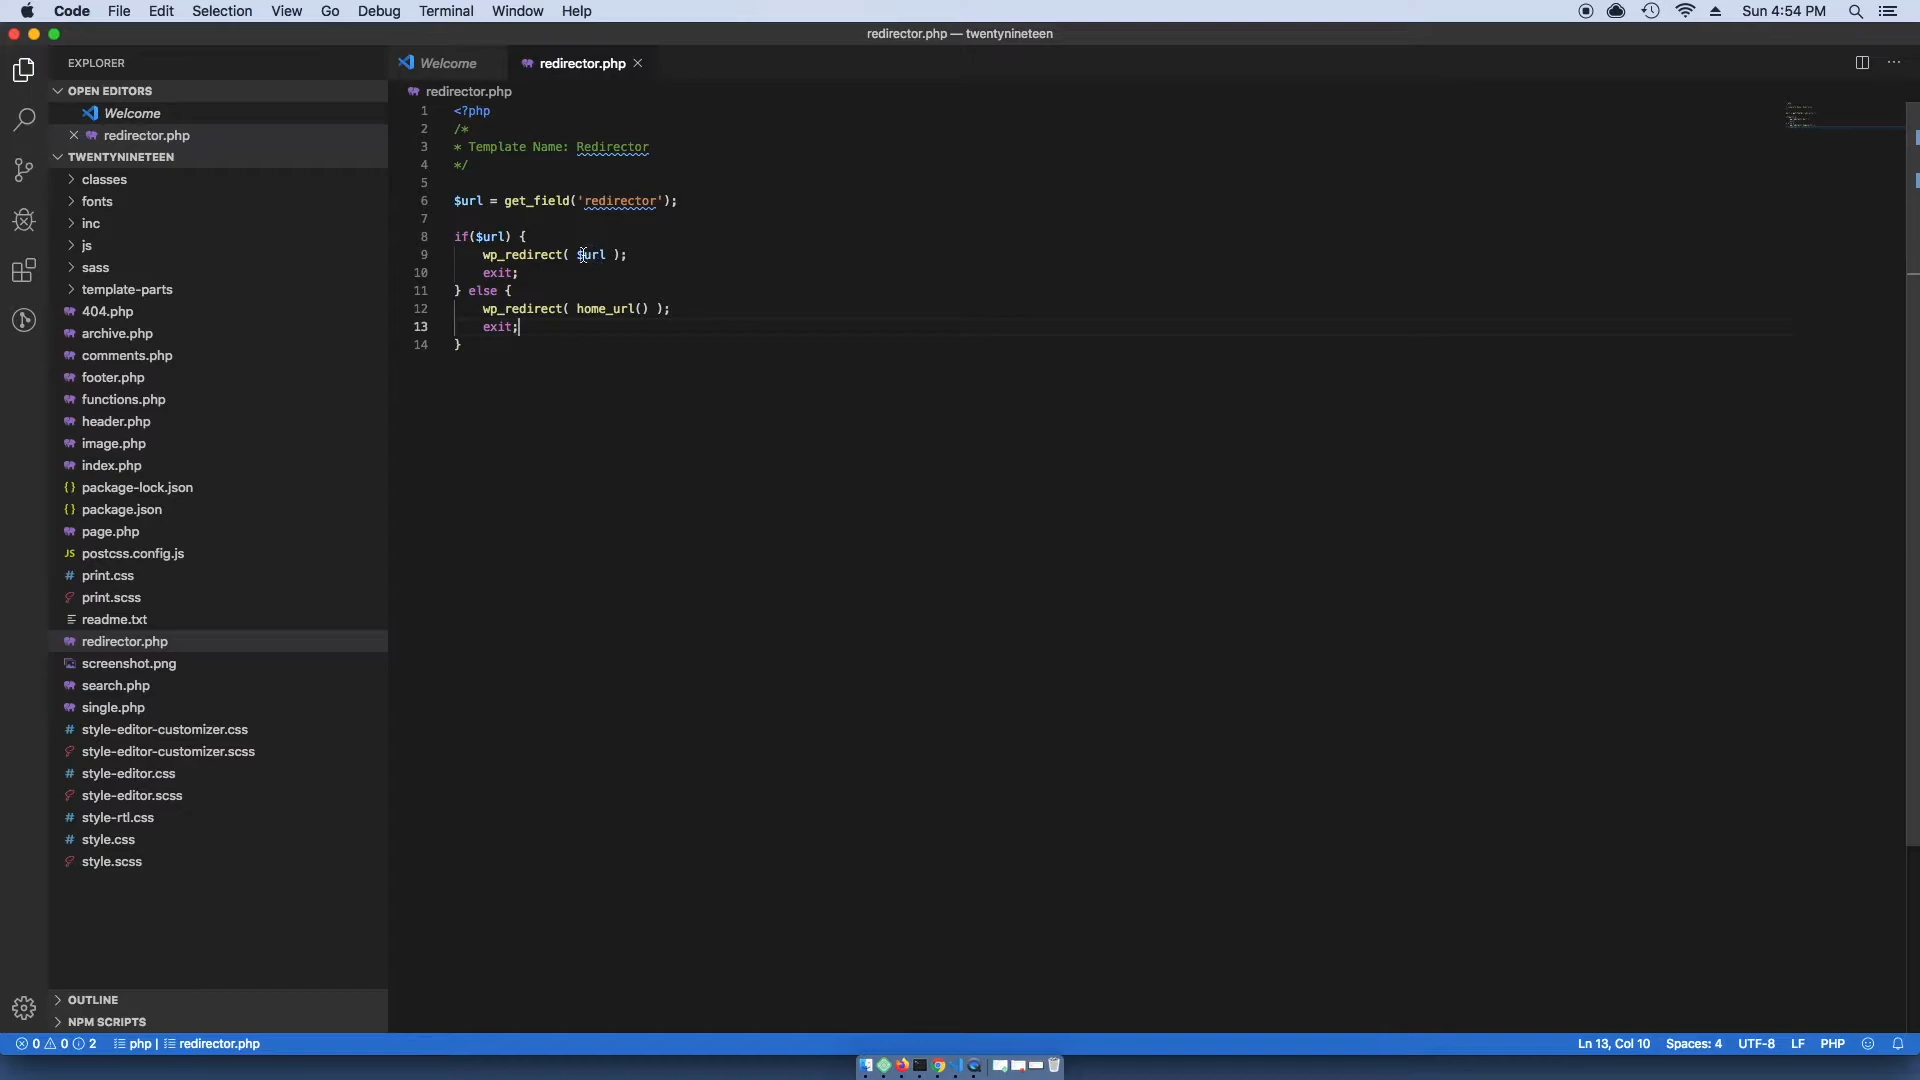 Code File Edit Selection View Go Debug Terminal Window Help Sun 4:54 PM
redirector.php — twentynineteen
EXPLORER
OPEN EDITORS
Welcome
redirector.php
TWENTYNINETEEN
classes
fonts
inc
js
sass
template-parts
404.php
archive.php
comments.php
footer.php
functions.php
header.php
image.php
index.php
{} package-lock.json
{} package.json
page.php
JS postcss.config.js
# print.css
print.scss
readme.txt
redirector.php
screenshot.png
search.php
single.php
# style-editor-customizer.css
style-editor-customizer.scss
# style-editor.css
style-editor.scss
# style-rtl.css
# style.css
style.scss
OUTLINE
NPM SCRIPTS
Welcome redirector.php
redirector.php
1 <?php
2 /*
3 * Template Name: Redirector
4 */
5
6 $url = get_field('redirector');
7
8 if($url) {
9 wp_redirect( $url );
10 exit;
11 } else {
12 wp_redirect( home_url() );
13 exit;
14 }
0 0 2 php | redirector.php Ln 13, Col 10 Spaces: 4 UTF-8 LF PHP